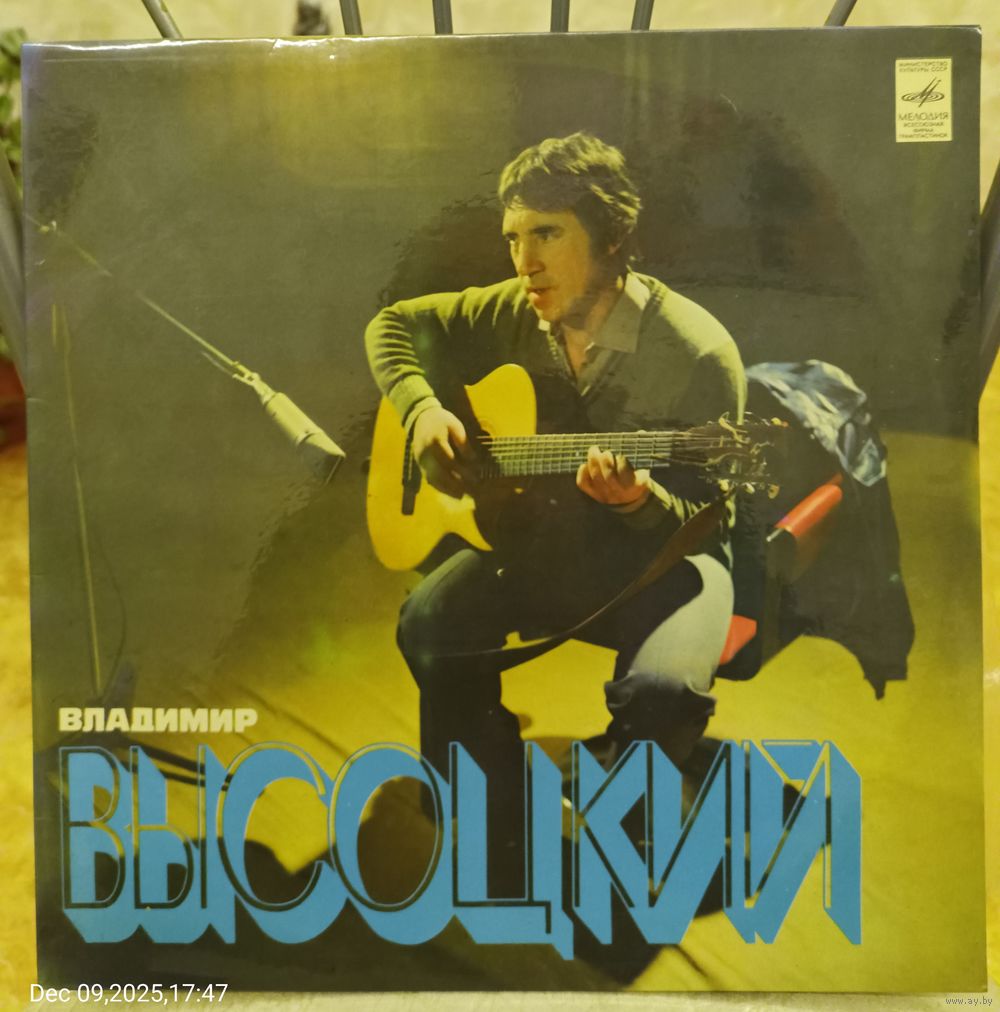 МИНИСТЕРСТВО
КУЛЬТУРЫ СССР
МЕЛОДИЯ
ВСЕСОЮЗНАЯ
ФИРМА
ГРАМПЛАСТИНОК
ВЛАДИМИР
ВЫСОЦКИЙ
Dec 09,2025,17:47
www.ay.by